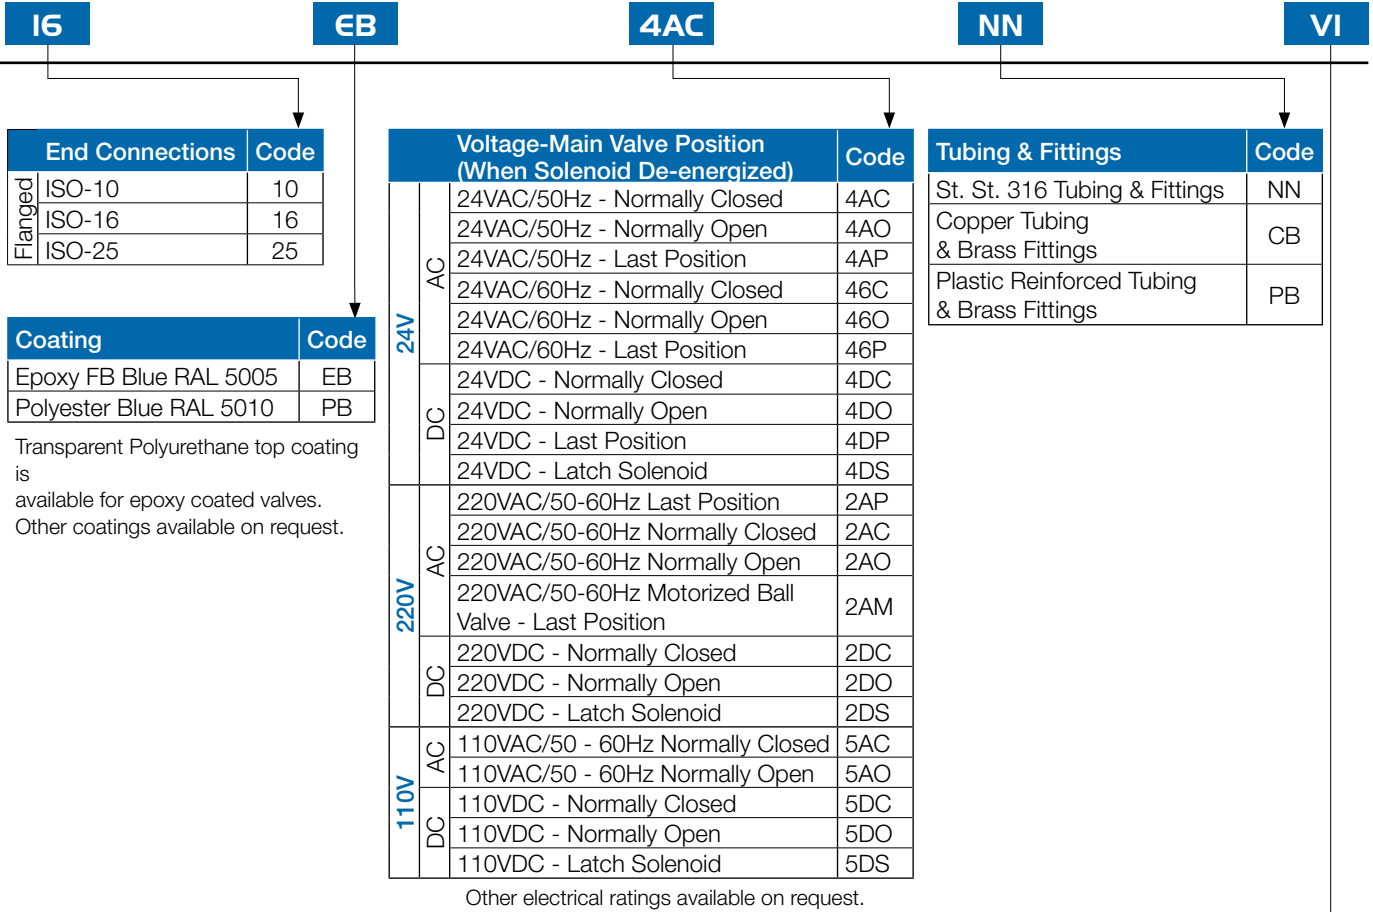 16 EB 4AC NN VI
End Connections Code
Flanged
ISO-10 10
ISO-16 16
ISO-25 25
Coating Code
Epoxy FB Blue RAL 5005 EB
Polyester Blue RAL 5010 PB
Transparent Polyurethane top coating
is
available for epoxy coated valves.
Other coatings available on request.
Voltage-Main Valve Position
(When Solenoid De-energized) Code
24V
AC
24VAC/50Hz - Normally Closed 4AC
24VAC/50Hz - Normally Open 4AO
24VAC/50Hz - Last Position 4AP
24VAC/60Hz - Normally Closed 46C
24VAC/60Hz - Normally Open 46O
24VAC/60Hz - Last Position 46P
DC
24VDC - Normally Closed 4DC
24VDC - Normally Open 4DO
24VDC - Last Position 4DP
24VDC - Latch Solenoid 4DS
220V
AC
220VAC/50-60Hz Last Position 2AP
220VAC/50-60Hz Normally Closed 2AC
220VAC/50-60Hz Normally Open 2AO
220VAC/50-60Hz Motorized Ball
Valve - Last Position 2AM
DC
220VDC - Normally Closed 2DC
220VDC - Normally Open 2DO
220VDC - Latch Solenoid 2DS
110V
AC
110VAC/50 - 60Hz Normally Closed 5AC
110VAC/50 - 60Hz Normally Open 5AO
DC
110VDC - Normally Closed 5DC
110VDC - Normally Open 5DO
110VDC - Latch Solenoid 5DS
Other electrical ratings available on request.
Tubing & Fittings Code
St. St. 316 Tubing & Fittings NN
Copper Tubing
& Brass Fittings CB
Plastic Reinforced Tubing
& Brass Fittings PB